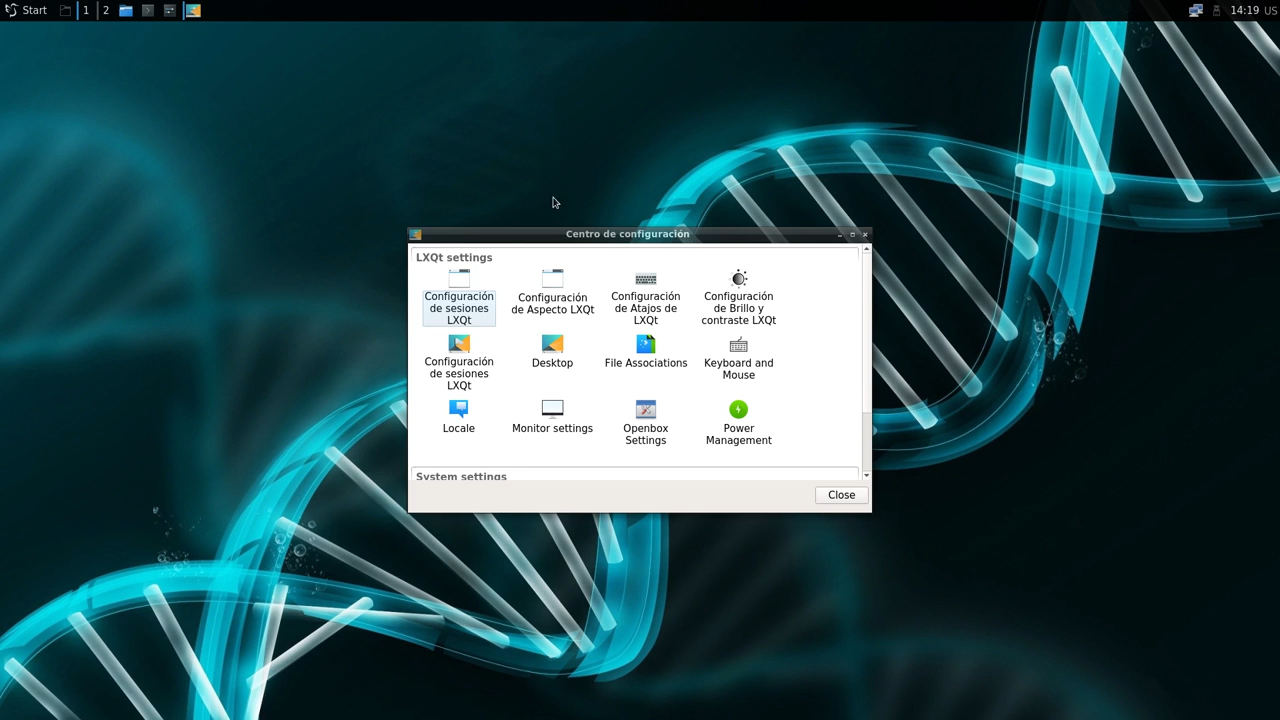 Start 1 2 14:19 US
Centro de configuración
LXQt settings
Configuración
de sesiones
LXQt
Configuración
de Aspecto LXQt
Configuración
de Atajos de
LXQt
Configuración
de Brillo y
contraste LXQt
Configuración
de sesiones
LXQt
Desktop
File Associations
Keyboard and
Mouse
Locale
Monitor settings
Openbox
Settings
Power
Management
System settings
Close